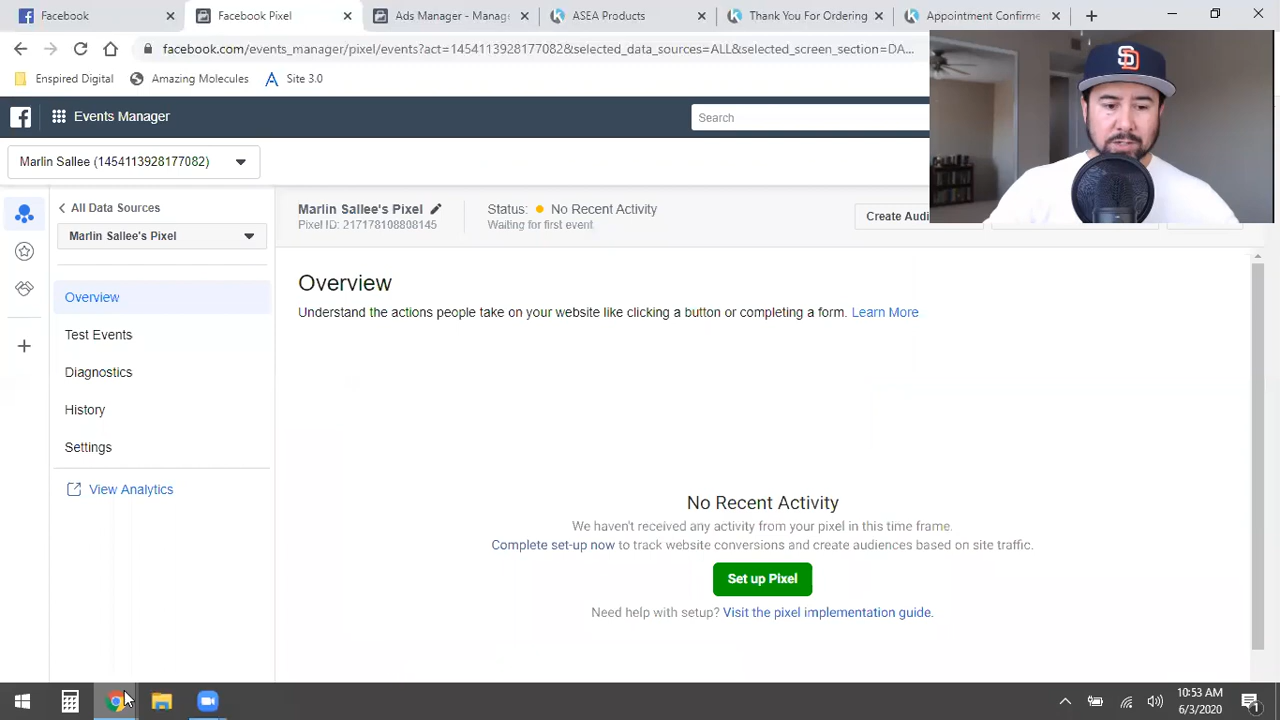 Facebook
Facebook Pixel
Ads Manager - Manag
ASEA Products
Thank You For Ordering
Appointment Confirme
facebook.com/events_manager/pixel/events?act=1454113928177082&selected_data_sources=ALL&selected_screen_section=DA...
Enspired Digital
Amazing Molecules
Site 3.0
Events Manager
Search
Marlin Sallee (1454113928177082)
All Data Sources
Marlin Sallee's Pixel
Marlin Sallee's Pixel
Pixel ID: 217178108808145
Status: No Recent Activity
Waiting for first event
Create Audi
Overview
Test Events
Diagnostics
History
Settings
View Analytics
Overview
Understand the actions people take on your website like clicking a button or completing a form. Learn More
No Recent Activity
We haven't received any activity from your pixel in this time frame.
Complete set-up now to track website conversions and create audiences based on site traffic.
Set up Pixel
Need help with setup? Visit the pixel implementation guide.
SD
10:53 AM
6/3/2020
1